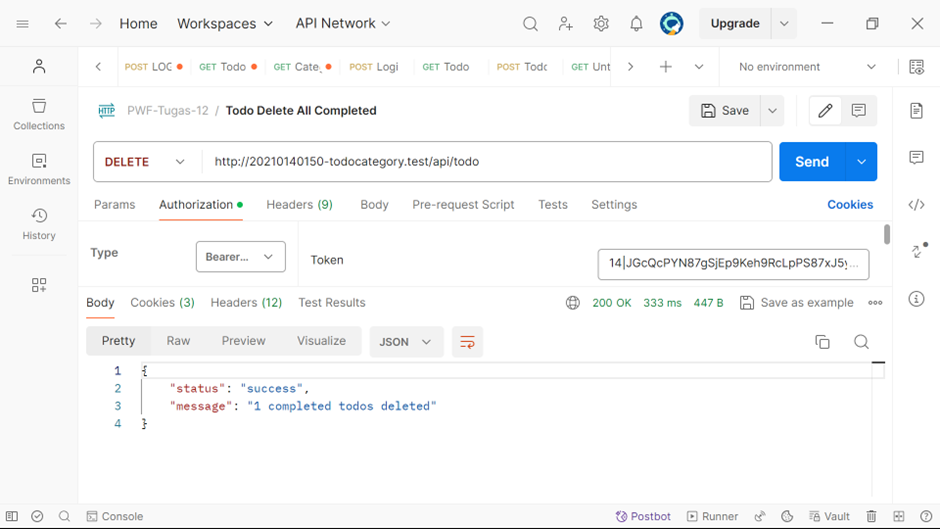 Home Workspaces API Network Upgrade
POST LOC GET Todo GET Cate POST Logi GET Todo POST Todo GET Unt No environment
HTTP PWF-Tugas-12 / Todo Delete All Completed Save
Collections
Environments
History
DELETE http://20210140150-todocategory.test/api/todo Send
Params Authorization Headers (9) Body Pre-request Script Tests Settings Cookies
Type Bearer... Token 14|JGcQcPYN87gSjEp9Keh9RcLpPS87xJ5y...
Body Cookies (3) Headers (12) Test Results 200 OK 333 ms 447 B Save as example
Pretty Raw Preview Visualize JSON
1 {
2 "status": "success",
3 "message": "1 completed todos deleted"
4 }
Console Postbot Runner Vault